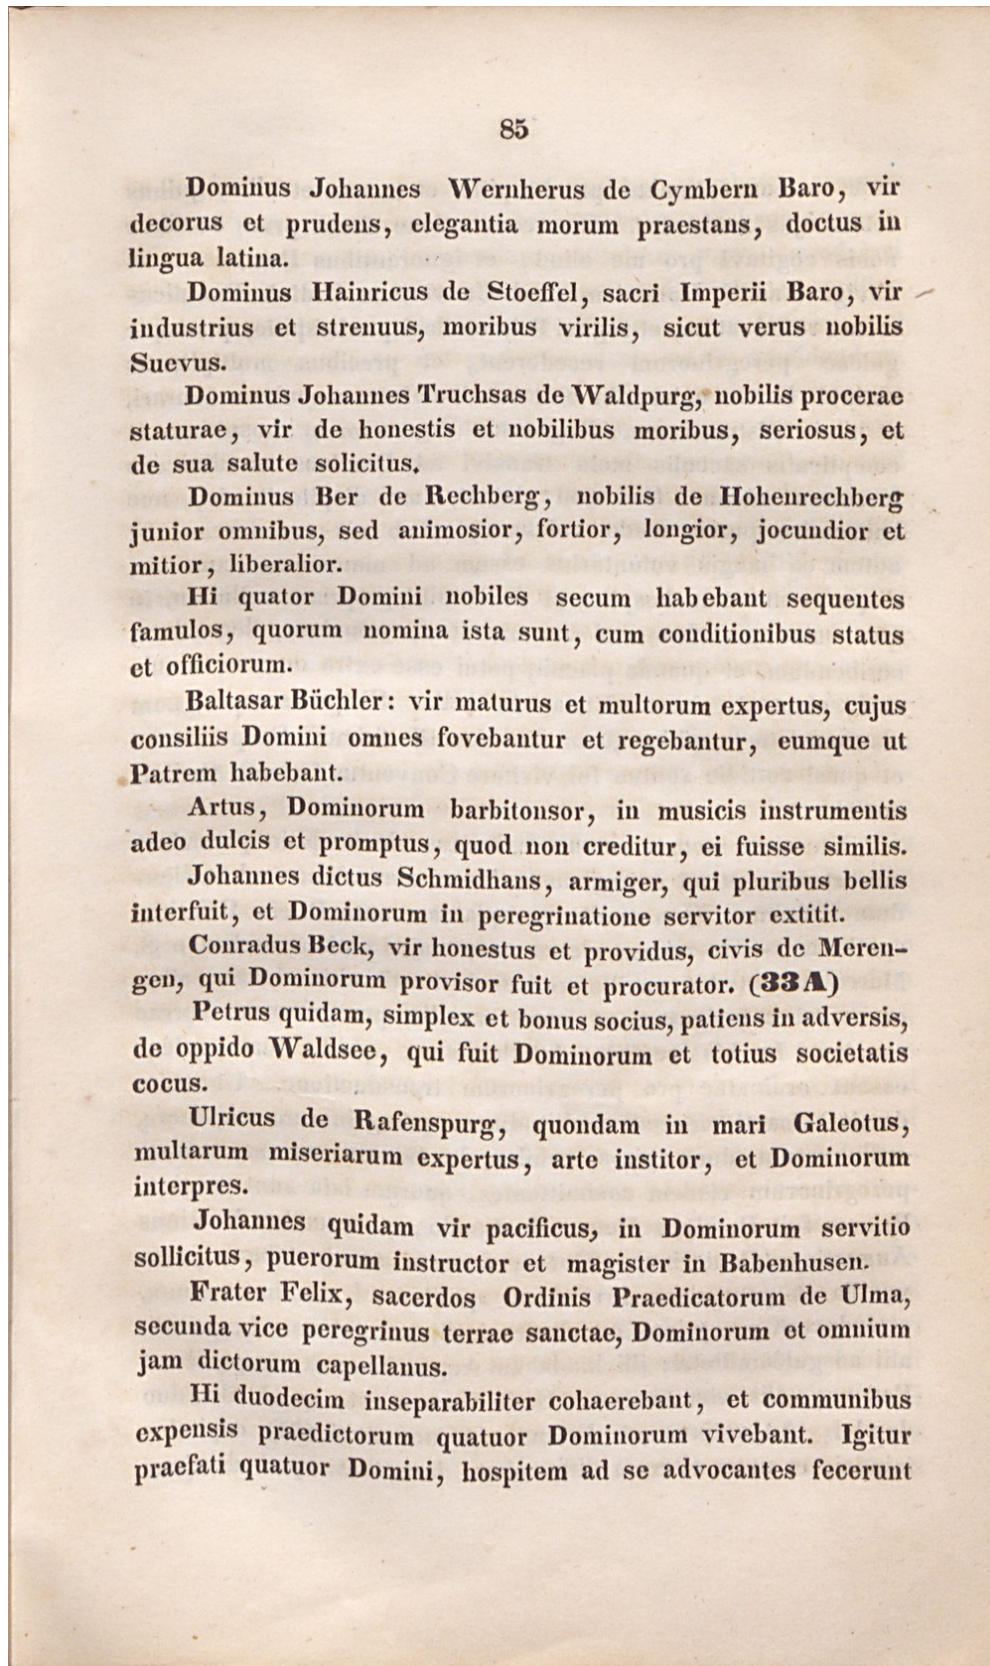 85
Dominus Johannes Wernherus de Cymbern Baro, vir
decorus et prudens, elegantia morum praestans, doctus in
lingua latina.
Dominus Hainricus de Stoeffel, sacri Imperii Baro, vir
industrius et strenuus, moribus virilis, sicut verus nobilis
Suevus.
Dominus Johannes Truchsas de Waldpurg, nobilis procerae
staturae, vir de honestis et nobilibus moribus, seriosus, et
de sua salute solicitus.
Dominus Ber de Rechberg, nobilis de Hohenrechberg
junior omnibus, sed animosior, fortior, longior, jocundior et
mitior, liberalior.
Hi quator Domini nobiles secum habebant sequentes
famulos, quorum nomina ista sunt, cum conditionibus status
et officiorum.
Baltasar Büchler: vir maturus et multorum expertus, cujus
consiliis Domini omnes fovebantur et regebantur, eumque ut
Patrem habebant.
Artus, Dominorum barbitonsor, in musicis instrumentis
adeo dulcis et promptus, quod non creditur, ei fuisse similis.
Johannes dictus Schmidhans, armiger, qui pluribus bellis
interfuit, et Dominorum in peregrinatione servitor extitit.
Conradus Beck, vir honestus et providus, civis de Meren-
gen, qui Dominorum provisor fuit et procurator. (33 A)
Petrus quidam, simplex et bonus socius, patiens in adversis,
de oppido Waldsee, qui fuit Dominorum et totius societatis
cocus.
Ulricus de Rafenspurg, quondam in mari Galeotus,
multarum miseriarum expertus, arte institor, et Dominorum
interpres.
Johannes quidam vir pacificus, in Dominorum servitio
sollicitus, puerorum instructor et magister in Babenhusen.
Frater Felix, sacerdos Ordinis Praedicatorum de Ulma,
secunda vice peregrinus terrae sanctae, Dominorum et omnium
jam dictorum capellanus.
Hi duodecim inseparabiliter cohaerebant, et communibus
expensis praedictorum quatuor Dominorum vivebant. Igitur
praefati quatuor Domini, hospitem ad se advocantes fecerunt